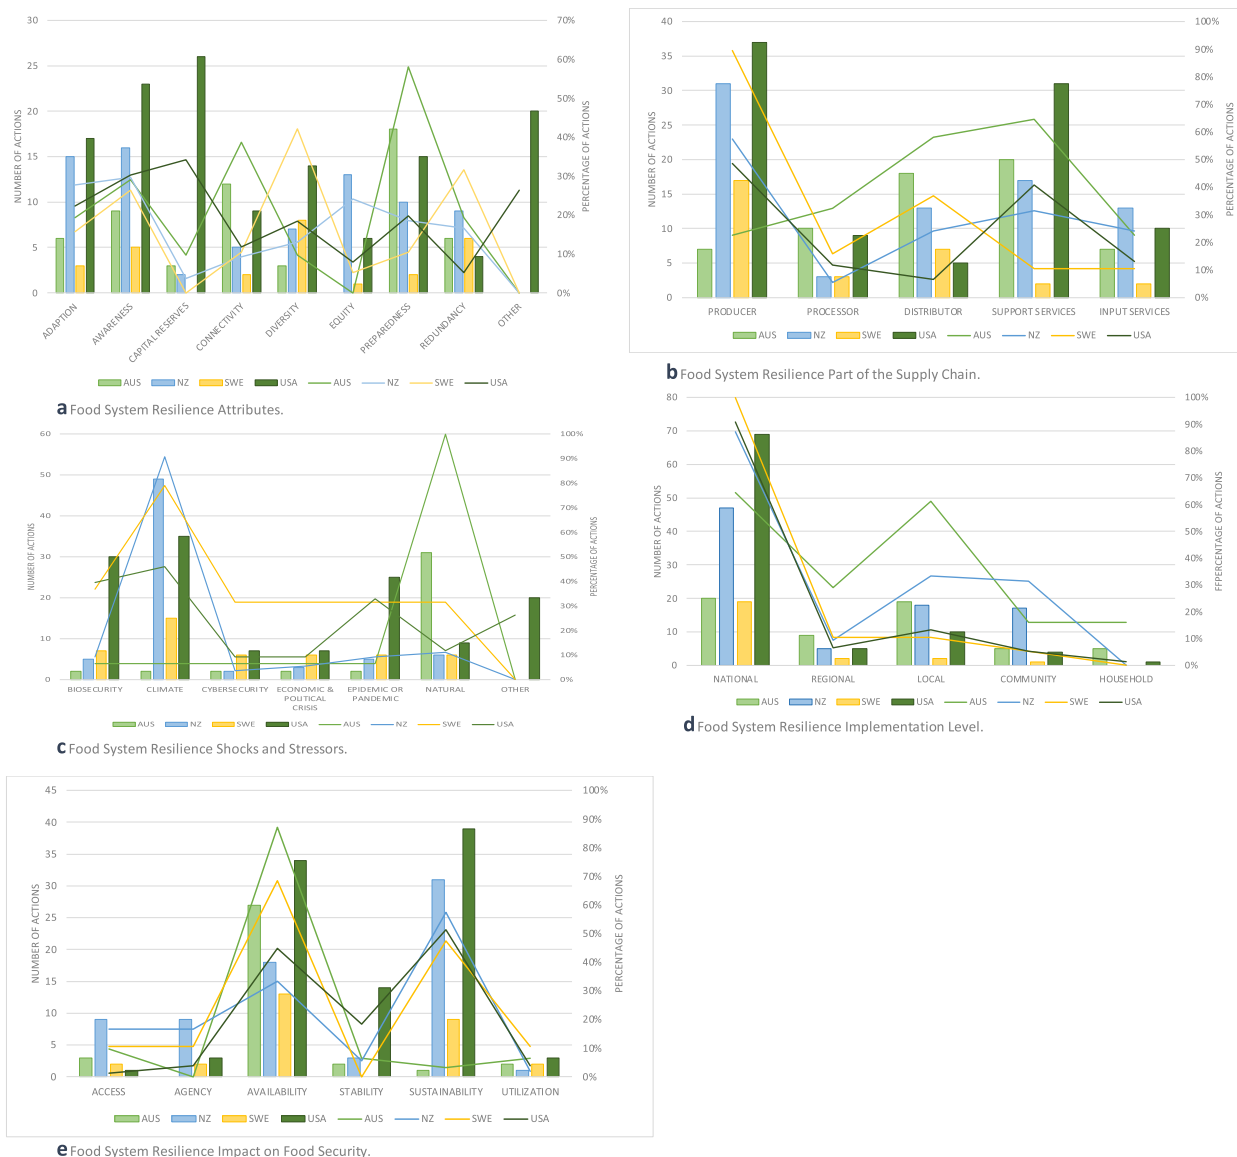 30
25
20
15
10
5
0
NUMBER OF ACTIONS
70%
60%
50%
40%
30%
20%
10%
0%
PERCENTAGE OF ACTIONS
ADAPTION
AWARENESS
CAPITAL RESERVES
CONNECTIVITY
DIVERSITY
EQUITY
PREPAREDNESS
REDUNDANCY
OTHER
AUS NZ SWE USA AUS NZ SWE USA
a Food System Resilience Attributes.
40
35
30
25
20
15
10
5
0
NUMBER OF ACTIONS
100%
90%
80%
70%
60%
50%
40%
30%
20%
10%
0%
PERCENTAGE OF ACTIONS
PRODUCER PROCESSOR DISTRIBUTOR SUPPORT SERVICES INPUT SERVICES
AUS NZ SWE USA AUS NZ SWE USA
b Food System Resilience Part of the Supply Chain.
60
50
40
30
20
10
0
NUMBER OF ACTIONS
100%
90%
80%
70%
60%
50%
40%
30%
20%
10%
0%
PERCENTAGE OF ACTIONS
BIOSECURITY CLIMATE CYBERSECURITY ECONOMIC & EPIDEMIC OR NATURAL OTHER
POLITICAL PANDEMIC
CRISIS
AUS NZ SWE USA AUS NZ SWE USA
c Food System Resilience Shocks and Stressors.
80
70
60
50
40
30
20
10
0
NUMBER OF ACTIONS
100%
90%
80%
70%
60%
50%
40%
30%
20%
10%
0%
FFPERCENTAGE OF ACTIONS
NATIONAL REGIONAL LOCAL COMMUNITY HOUSEHOLD
AUS NZ SWE USA AUS NZ SWE USA
d Food System Resilience Implementation Level.
45
40
35
30
25
20
15
10
5
0
NUMBER OF ACTIONS
100%
90%
80%
70%
60%
50%
40%
30%
20%
10%
0%
PERCENTAGE OF ACTIONS
ACCESS AGENCY AVAILABILITY STABILITY SUSTAINABILITY UTILIZATION
AUS NZ SWE USA AUS NZ SWE USA
e Food System Resilience Impact on Food Security.